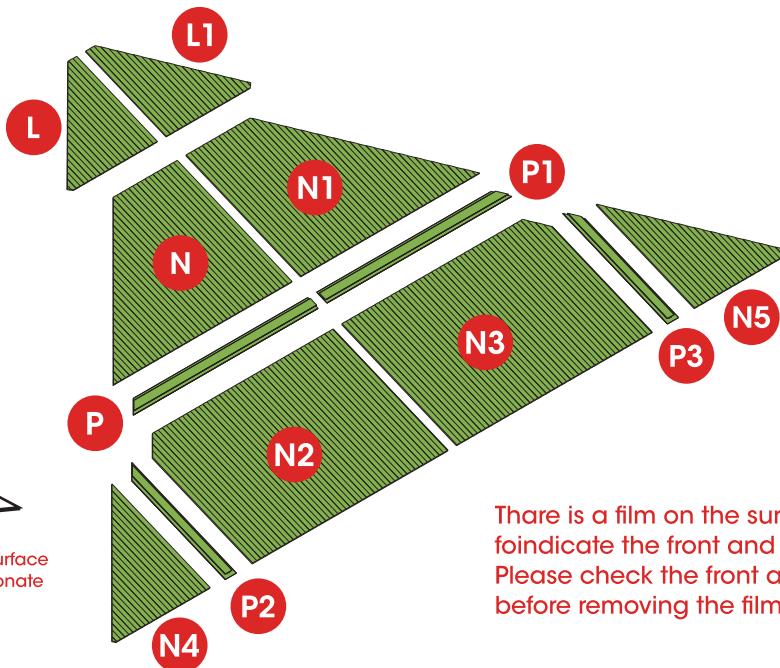 L1
L
P1
N1
N
N5
N3
P3
P
N2
Thare is a film on the sur
foindicate the front and
Please check the front a
before removing the film
urface
onate
P2
N4